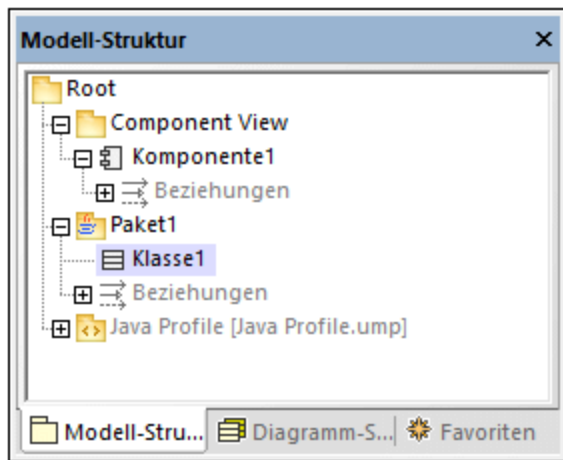 Modell-Struktur
Root
Component View
Komponente1
Beziehungen
Paket1
Klasse1
Beziehungen
Java Profile [Java Profile.ump]
Modell-Stru... Diagramm-S... Favoriten